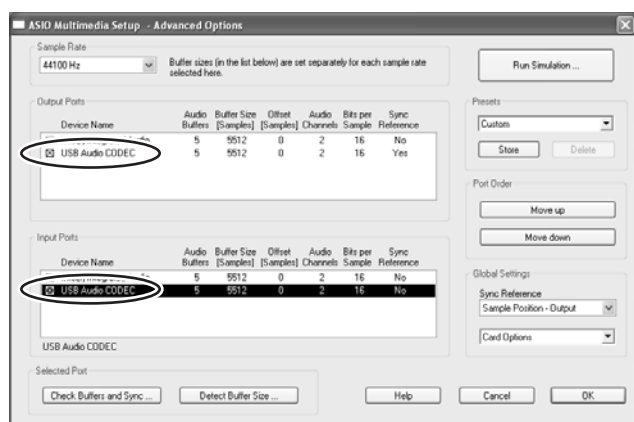 ASIO Multimedia Setup - Advanced Options
Sample Rate
44100 Hz
Buffer sizes (in the list below) are set separately for each sample rate
selected here.
Run Simulation ...
Output Ports
Device Name Audio Buffers Buffer Size [Samples] Offset [Samples] Audio Channels Bits per Sample Sync Reference
5 5512 0 2 16 No
USB Audio CODEC 5 5512 0 2 16 Yes
Presets
Custom
Store Delete
Port Order
Move up
Move down
Input Ports
Device Name Audio Buffers Buffer Size [Samples] Offset [Samples] Audio Channels Bits per Sample Sync Reference
5 5512 0 2 16 No
USB Audio CODEC 5 5512 0 2 16 No
USB Audio CODEC
Global Settings
Sync Reference
Sample Position - Output
Card Options
Selected Port
Check Buffers and Sync ... Detect Buffer Size ... Help Cancel OK